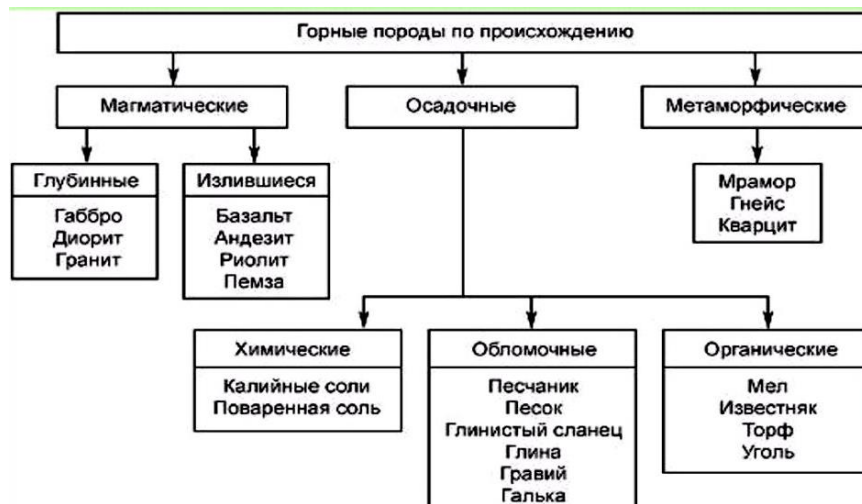 Горные породы по происхождению
Магматические
Осадочные
Метаморфические
Глубинные
Габбро
Диорит
Гранит
Излившиеся
Базальт
Андезит
Риолит
Пемза
Мрамор
Гнейс
Кварцит
Химические
Калийные соли
Поваренная соль
Обломочные
Песчаник
Песок
Глинистый сланец
Глина
Гравий
Галька
Органические
Мел
Известняк
Торф
Уголь